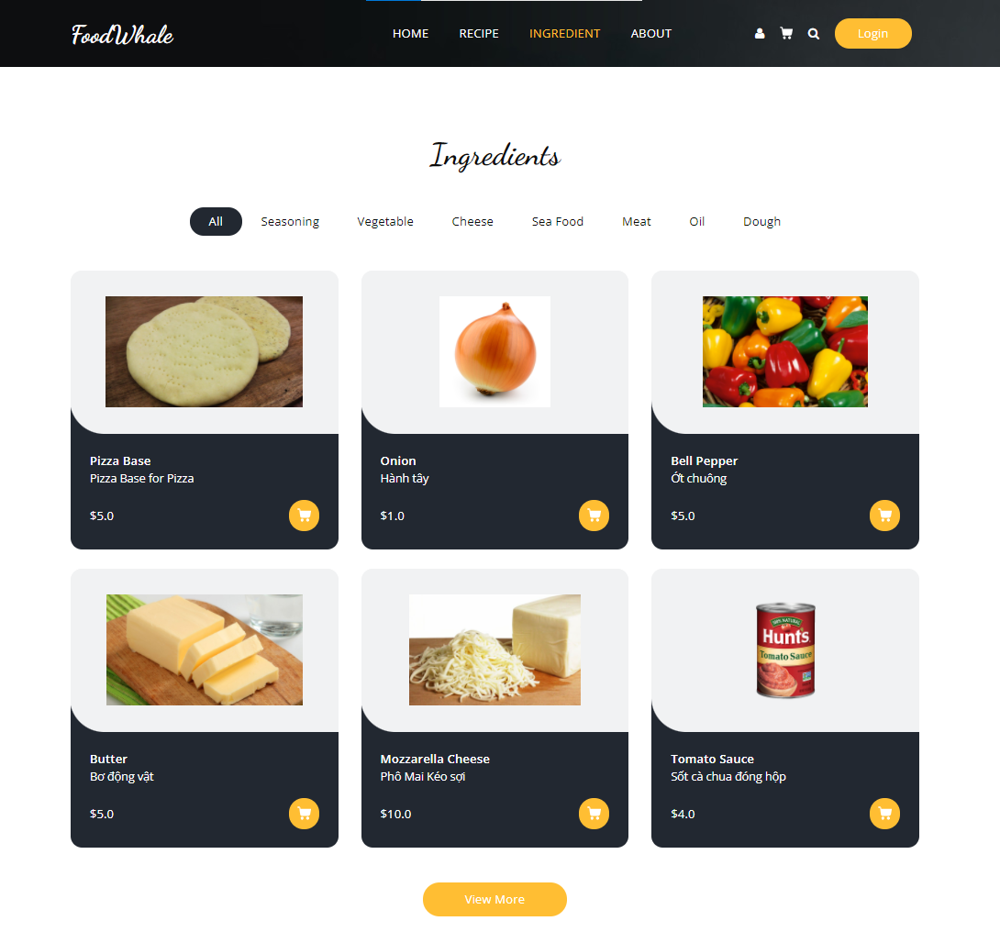 FoodWhale
HOME RECIPE INGREDIENT ABOUT
Login
Ingredients
All Seasoning Vegetable Cheese Sea Food Meat Oil Dough
Pizza Base
Pizza Base for Pizza
$5.0
Onion
Hành tây
$1.0
Bell Pepper
Ớt chuông
$5.0
Butter
Bơ động vật
$5.0
Mozzarella Cheese
Phô Mai Kéo sợi
$10.0
100% NATURAL
Hunt's
Tomato Sauce
Tomato Sauce
Sốt cà chua đóng hộp
$4.0
View More